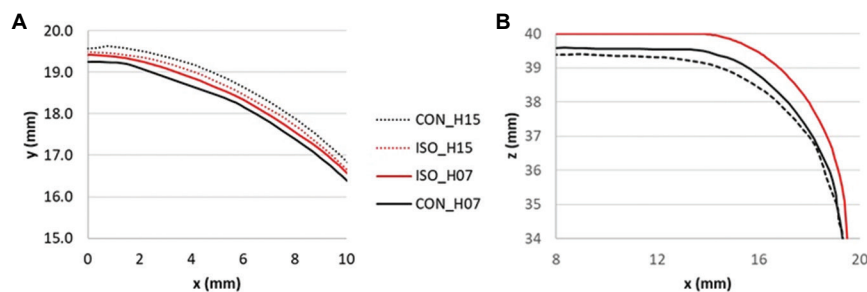 A
20.0
19.0
18.0
17.0
16.0
15.0
y (mm)
0 2 4 6 8 10
x (mm)
CON_H15
ISO_H15
ISO_H07
CON_H07
B
40
39
38
37
36
35
34
z (mm)
8 12 16 20
x (mm)